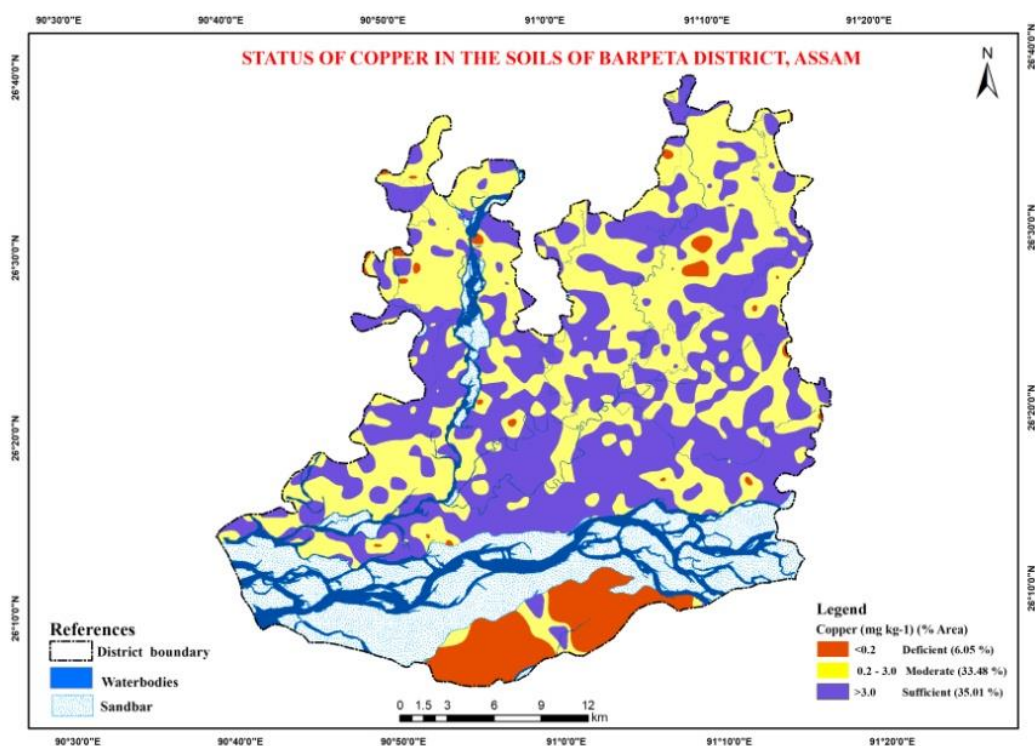 90°30'0"E 90°40'0"E 90°50'0"E 91°0'0"E 91°10'0"E 91°20'0"E
STATUS OF COPPER IN THE SOILS OF BARPETA DISTRICT, ASSAM
N
26°40'0"N 26°40'0"N
26°30'0"N 26°30'0"N
26°20'0"N 26°20'0"N
26°10'0"N 26°10'0"N
References
District boundary
Waterbodies
Sandbar
0 1.5 3 6 9 12
km
Legend
Copper (mg kg-1) (% Area)
<0.2 Deficient (6.05 %)
0.2 - 3.0 Moderate (33.48 %)
>3.0 Sufficient (35.01 %)
90°30'0"E 90°40'0"E 90°50'0"E 91°0'0"E 91°10'0"E 91°20'0"E